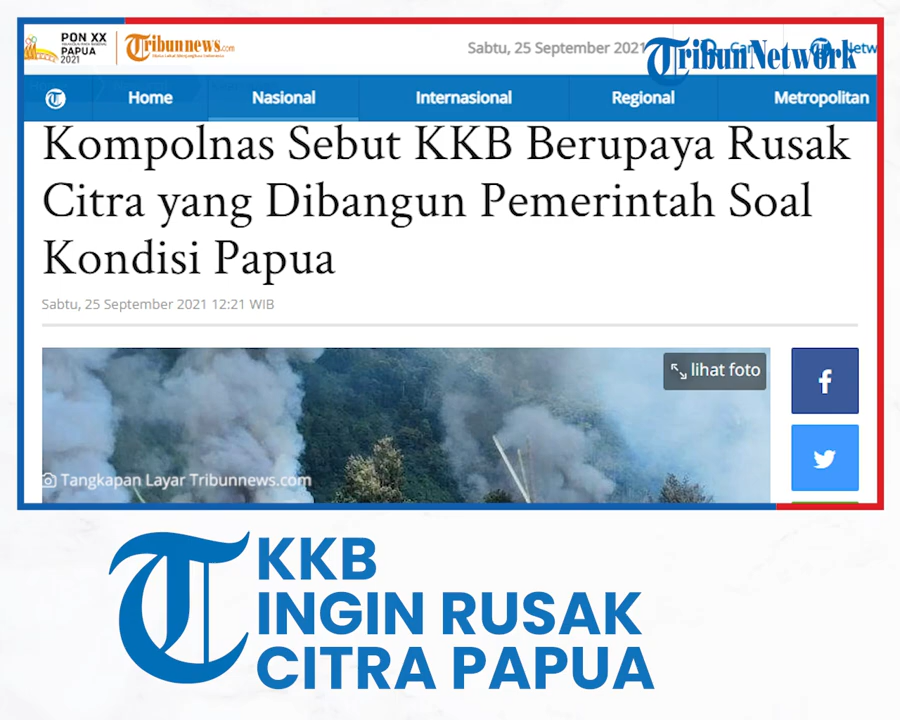 PON XX
PAPUA
2021
Tribunnews.com
Sabtu, 25 September 2021
TribunNetwork
Home
Nasional
Internasional
Regional
Metropolitan
Kompolnas Sebut KKB Berupaya Rusak
Citra yang Dibangun Pemerintah Soal
Kondisi Papua
Sabtu, 25 September 2021 12:21 WIB
lihat foto
Tangkapan Layar Tribunnews.com
KKB
INGIN RUSAK
CITRA PAPUA